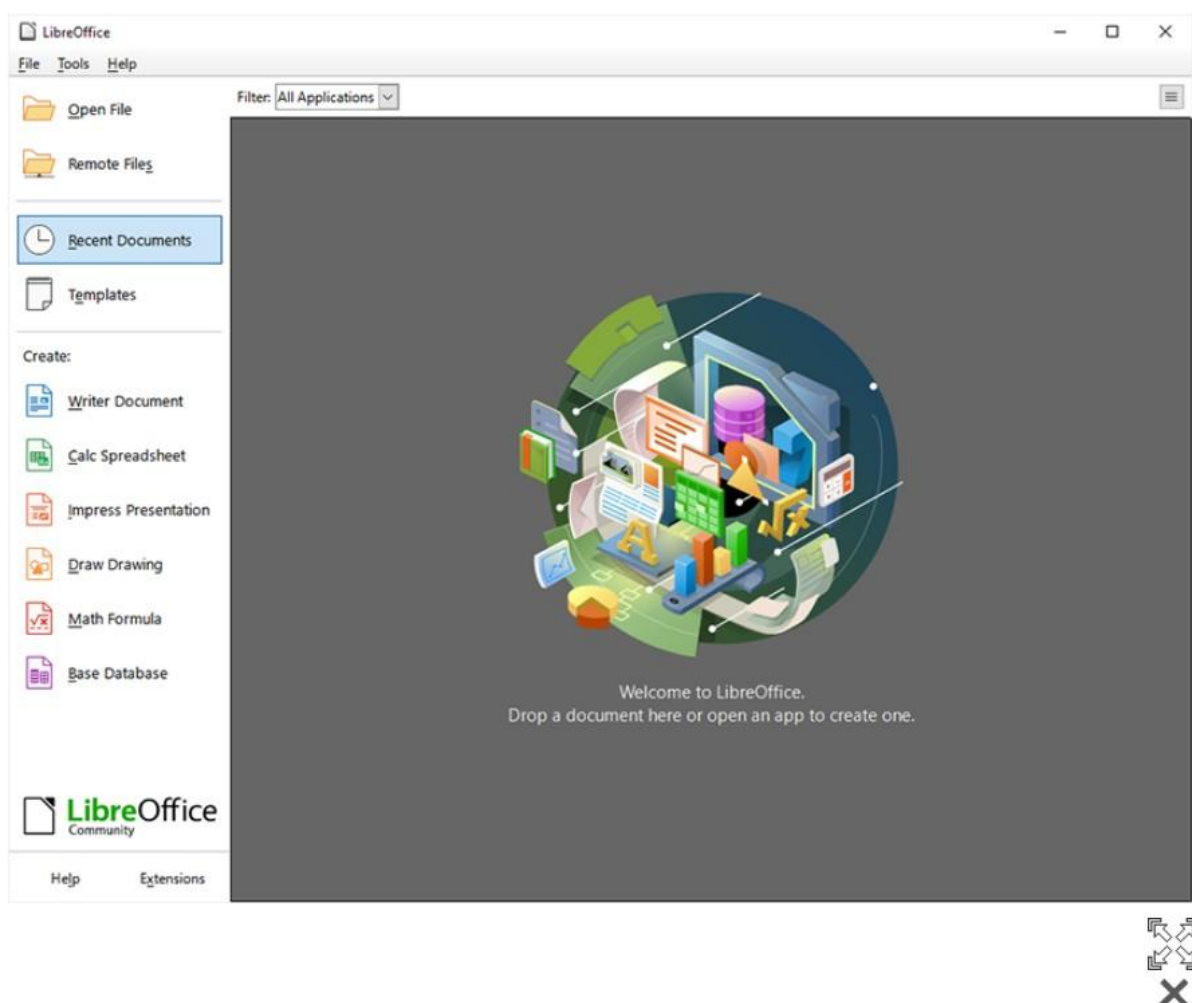 LibreOffice
File Tools Help
Open File
Remote Files
Recent Documents
Templates
Create:
Writer Document
Calc Spreadsheet
Impress Presentation
Draw Drawing
Math Formula
Base Database
LibreOffice
Community
Help Extensions
Filter: All Applications
A
√x
Welcome to LibreOffice.
Drop a document here or open an app to create one.